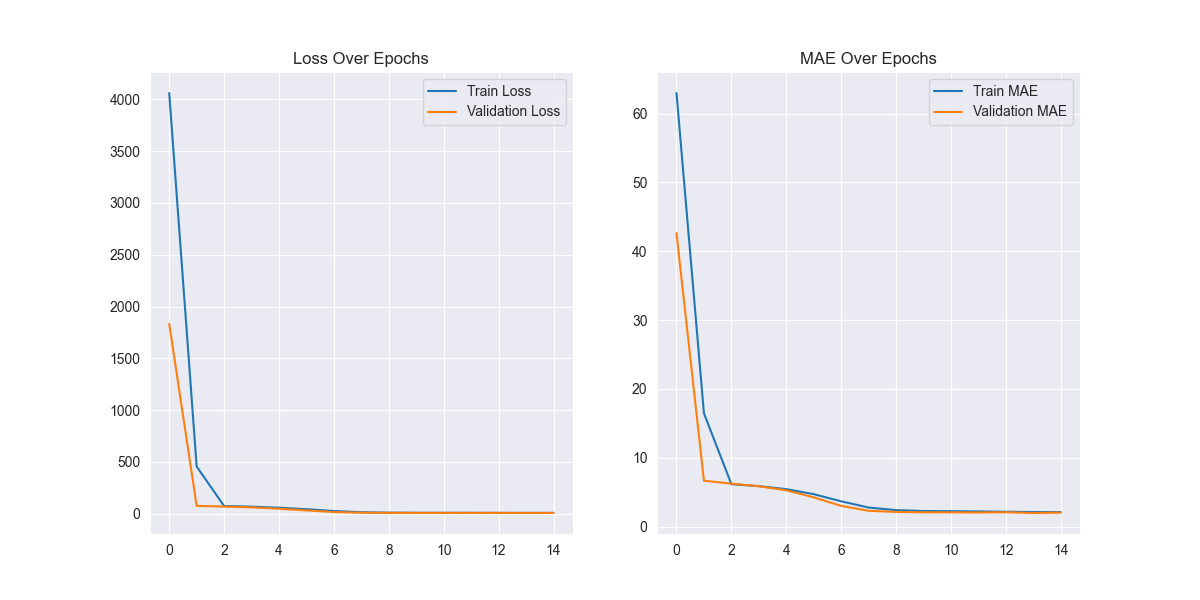 Loss Over Epochs
Train Loss
Validation Loss
4000
3500
3000
2500
2000
1500
1000
500
0
0 2 4 6 8 10 12 14
MAE Over Epochs
Train MAE
Validation MAE
60
50
40
30
20
10
0
0 2 4 6 8 10 12 14